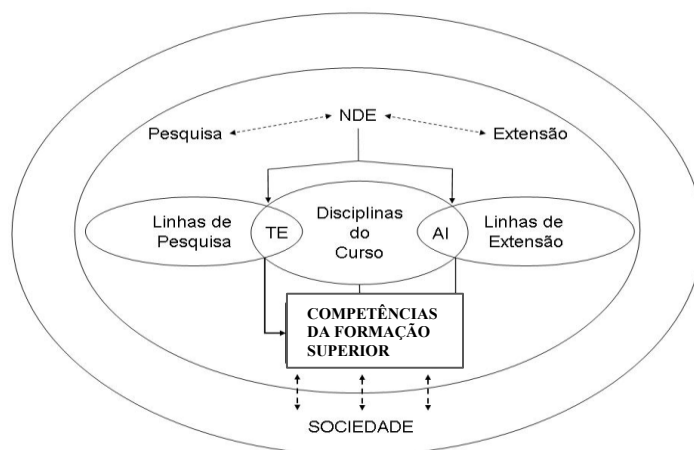 NDE
Pesquisa
Extensão
Linhas de
Pesquisa
TE
Disciplinas
do
Curso
AI
Linhas de
Extensão
COMPETÊNCIAS
DA FORMAÇÃO
SUPERIOR
SOCIEDADE